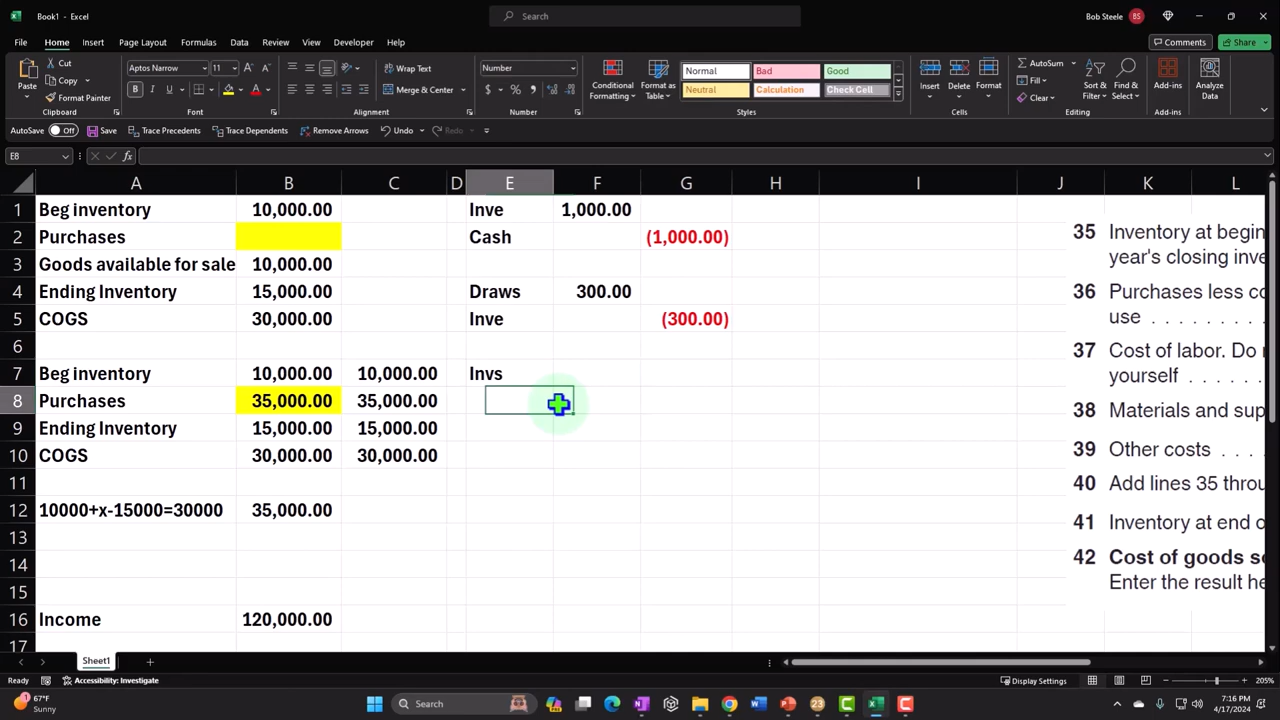 Book1 - Excel
Search
Bob Steele BS
File Home Insert Page Layout Formulas Data Review View Developer Help
Comments Share
Paste
Cut
Copy
Format Painter
Clipboard
Aptos Narrow 11
B I U
Font
Wrap Text
Merge & Center
Alignment
Number
$ % ,
Number
Conditional Formatting
Format as Table
Normal Bad Good
Neutral Calculation Check Cell
Styles
Insert Delete Format
Cells
AutoSum
Fill
Clear
Sort & Filter
Find & Select
Editing
Add-ins
Add-ins
Analyze Data
AutoSave Off Save Trace Precedents Trace Dependents Remove Arrows Undo Redo
E8 fx
A B C D E F G H I J K L
1 Beg inventory 10,000.00 Inve 1,000.00
2 Purchases Cash (1,000.00)
3 Goods available for sale 10,000.00
4 Ending Inventory 15,000.00 Draws 300.00
5 COGS 30,000.00 Inve (300.00)
6
7 Beg inventory 10,000.00 10,000.00 Invs
8 Purchases 35,000.00 35,000.00
9 Ending Inventory 15,000.00 15,000.00
10 COGS 30,000.00 30,000.00
11
12 10000+x-15000=30000 35,000.00
13
14
15
16 Income 120,000.00
17
35 Inventory at begin
year's closing inve
36 Purchases less co
use . . . . . .
37 Cost of labor. Do
yourself . . . .
38 Materials and sup
39 Other costs . . .
40 Add lines 35 throu
41 Inventory at end o
42 Cost of goods s
Enter the result he
Sheet1
Ready Accessibility: Investigate Display Settings 205%
1 67°F
Sunny
Search
23
7:16 PM
4/17/2024